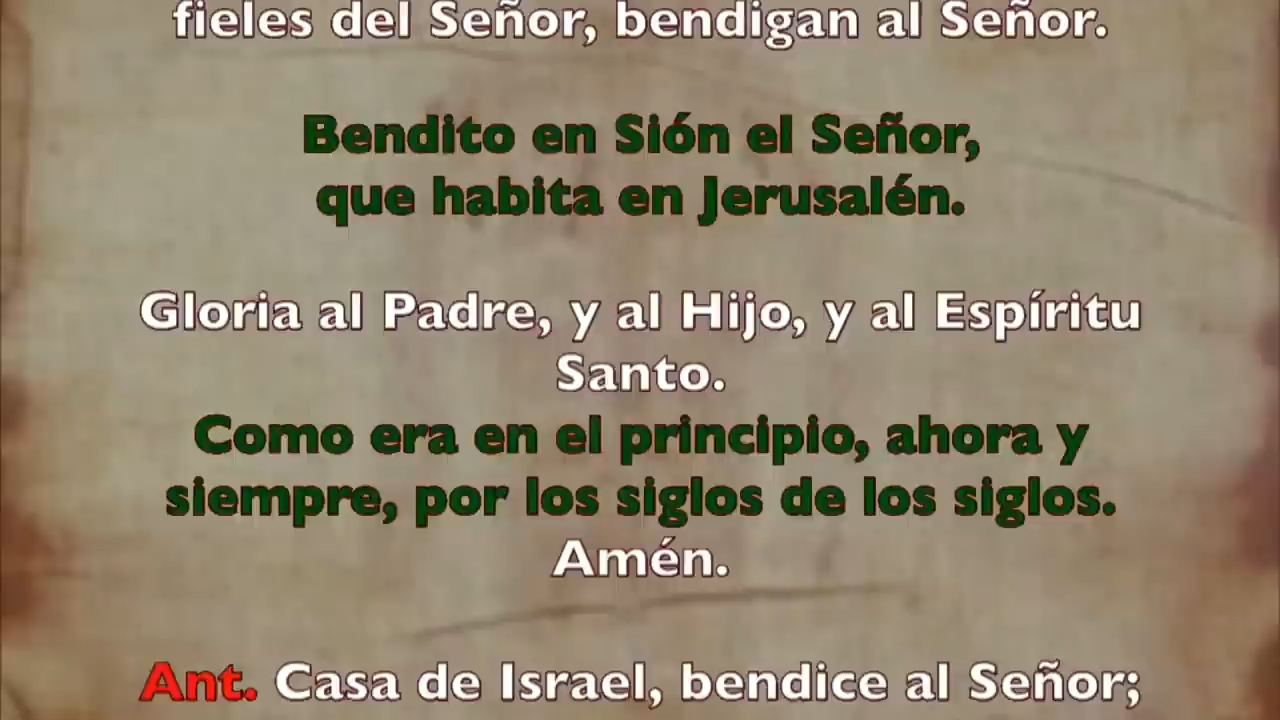 fieles del Señor, bendigan al Señor.
Bendito en Sión el Señor,
que habita en Jerusalén.
Gloria al Padre, y al Hijo, y al Espíritu
Santo.
Como era en el principio, ahora y
siempre, por los siglos de los siglos.
Amén.
Ant. Casa de Israel, bendice al Señor;